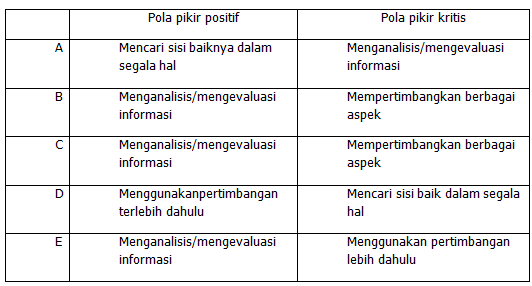 Pola pikir positif Pola pikir kritis
A Mencari sisi baiknya dalam Menganalisis/mengevaluasi
segala hal informasi
B Menganalisis/mengevaluasi Mempertimbangkan berbagai
informasi aspek
C Menganalisis/mengevaluasi Mempertimbangkan berbagai
informasi aspek
D Menggunakanpertimbangan Mencari sisi baik dalam segala
terlebih dahulu hal
E Menganalisis/mengevaluasi Menggunakan pertimbangan
informasi lebih dahulu